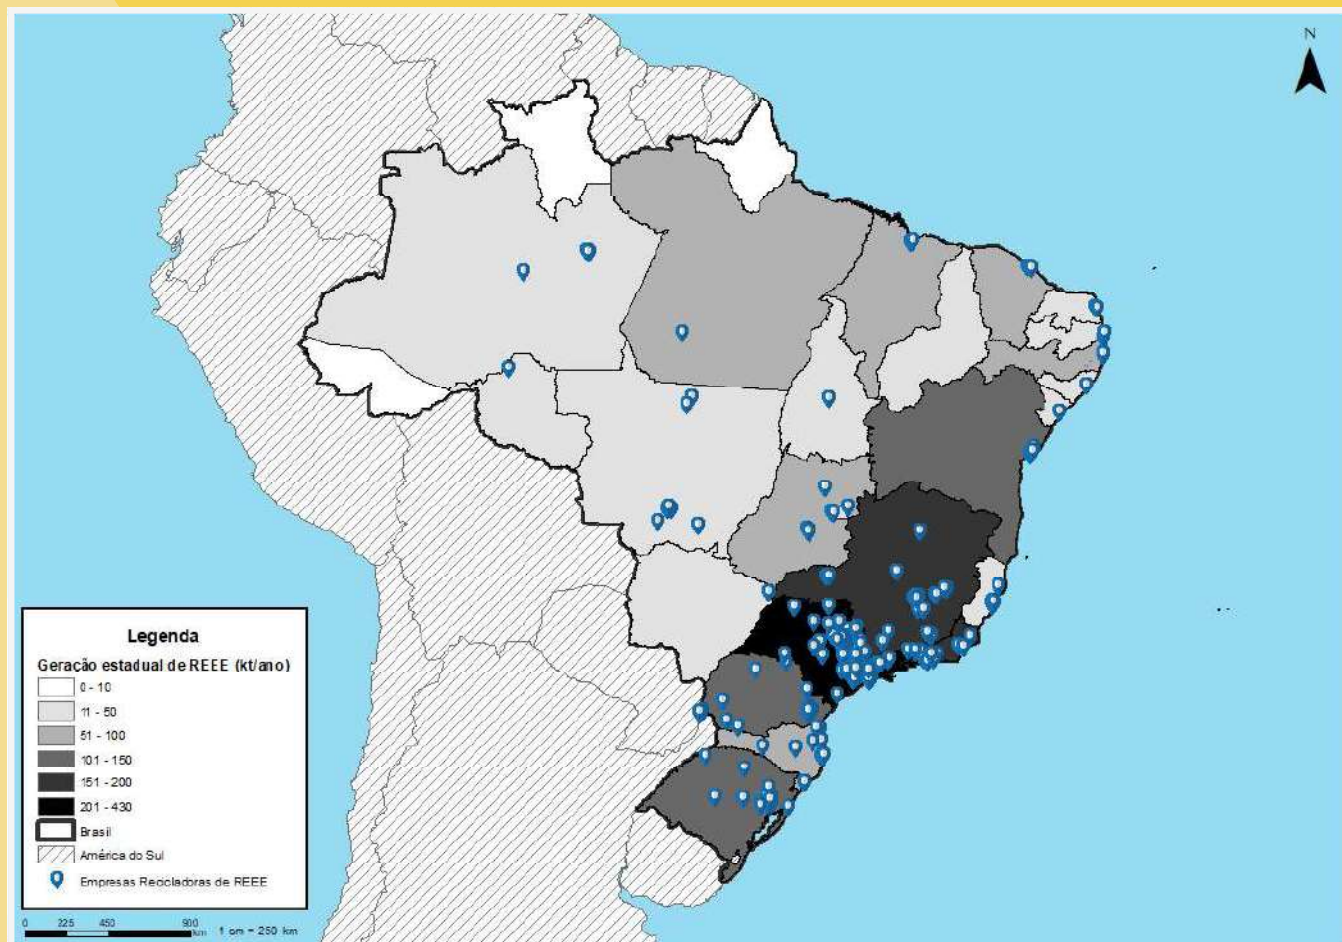 N
Legenda
Geração estadual de REEE (kt/ano)
0 - 10
11 - 50
51 - 100
101 - 150
151 - 200
201 - 430
Brasil
América do Sul
Empresas Recicladoras de REEE
0 225 450 900
km 1 cm = 250 km